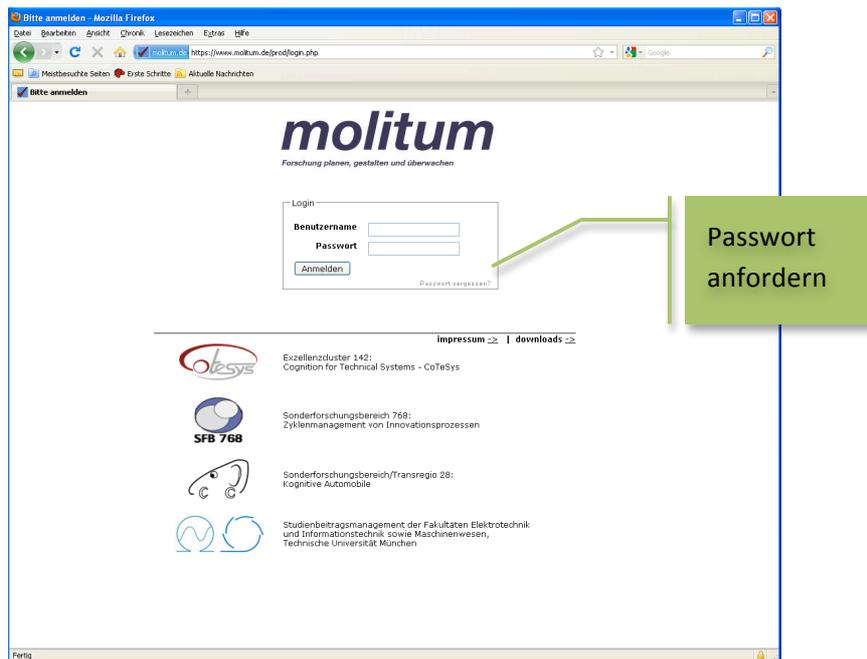 Bitte anmelden - Mozilla Firefox
Datei Bearbeiten Ansicht Chronik Lesezeichen Extras Hilfe
molitum.de https://www.molitum.de/prod/login.php
Google
Meistbesuchte Seiten Erste Schritte Aktuelle Nachrichten
Bitte anmelden
molitum
Forschung planen, gestalten und überwachen
Login
Benutzername
Passwort
Anmelden
Passwort vergessen?
Passwort
anfordern
impressum -> | downloads ->
CoTeSys
Exzellenzcluster 142:
Cognition for Technical Systems - CoTeSys
SFB 768
Sonderforschungsbereich 768:
Zyklenmanagement von Innovationsprozessen
Sonderforschungsbereich/Transregio 28:
Kognitive Automobile
Studienbeitragsmanagement der Fakultäten Elektrotechnik
und Informationstechnik sowie Maschinenwesen,
Technische Universität München
Fertig